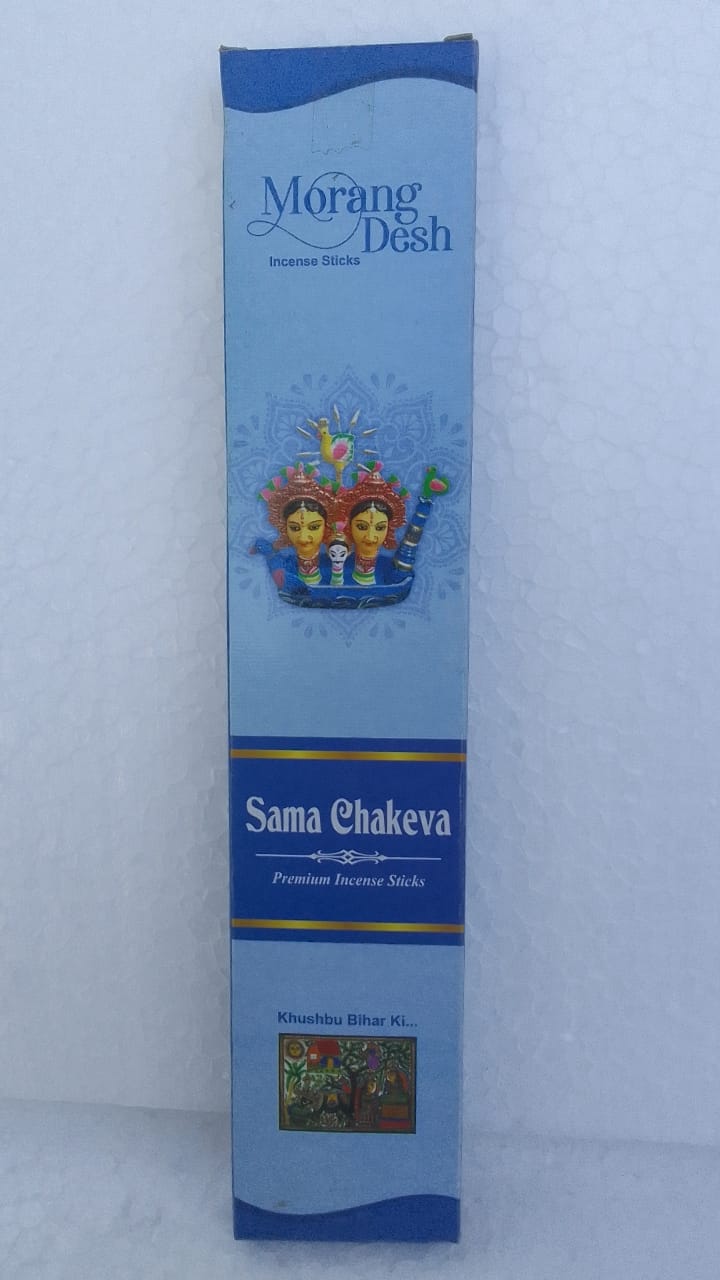 Morang
Desh
Incense Sticks
Sama Chakeva
Premium Incense Sticks
Khushbu Bihar Ki...